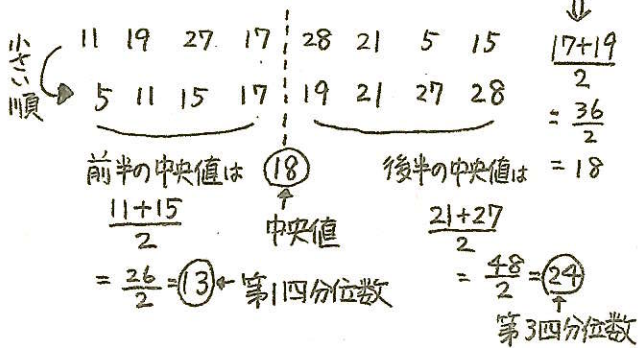 小さい順
11 19 27 17 28 21 5 15
5 11 15 17 19 21 27 28
⇓
17+19
2
= 36
2
= 18
前半の中央値は 18
中央値
11+15
2
= 26/2 = 13 ← 第1四分位数
後半の中央値は
21+27
2
= 48/2 = 24
第3四分位数